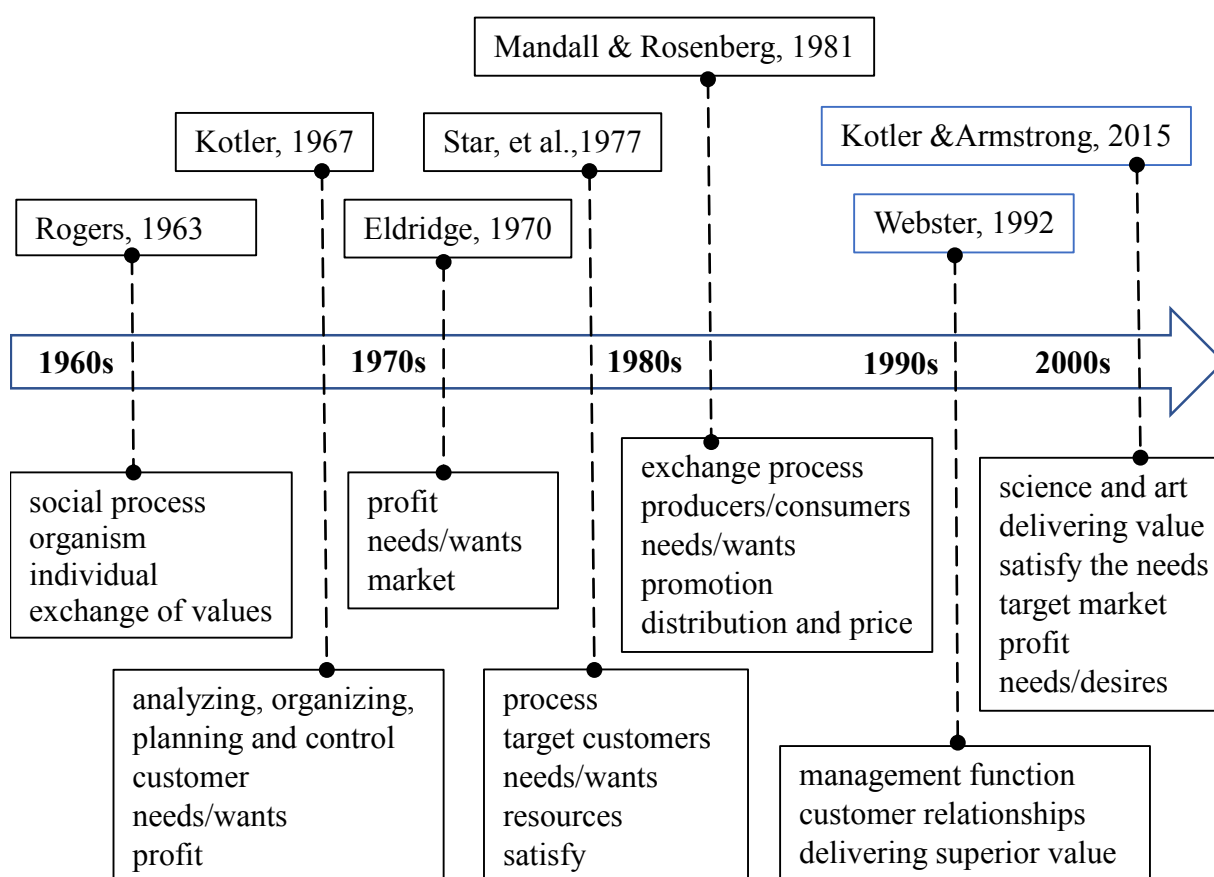 Mandall & Rosenberg, 1981
Kotler, 1967
Star, et al.,1977
Kotler &Armstrong, 2015
Rogers, 1963
Eldridge, 1970
Webster, 1992
1960s
1970s
1980s
1990s
2000s
social process
organism
individual
exchange of values
profit
needs/wants
market
exchange process
producers/consumers
needs/wants
promotion
distribution and price
science and art
delivering value
satisfy the needs
target market
profit
needs/desires
analyzing, organizing,
planning and control
customer
needs/wants
profit
process
target customers
needs/wants
resources
satisfy
management function
customer relationships
delivering superior value